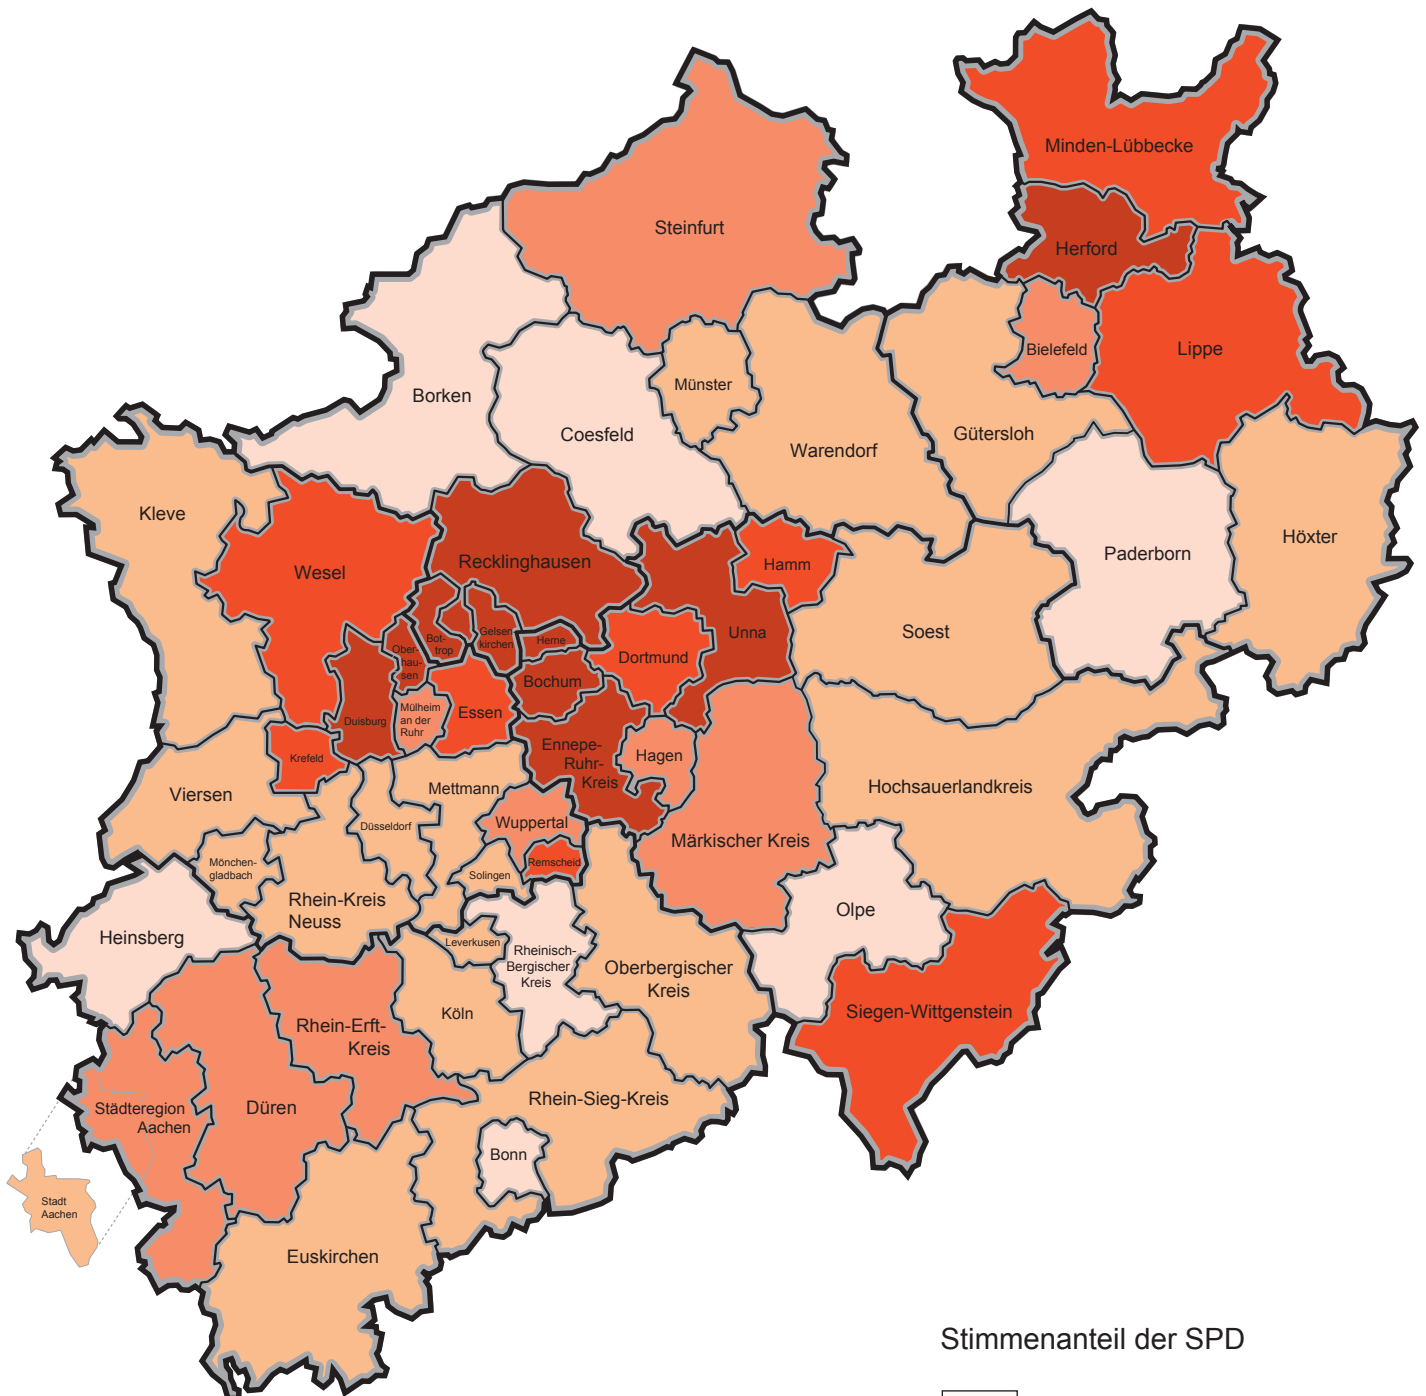 Minden-Lübbecke
Steinfurt
Herford
Bielefeld
Lippe
Münster
Borken
Coesfeld
Gütersloh
Warendorf
Kleve
Höxter
Paderborn
Recklinghausen
Hamm
Wesel
Gelsen
kirchen
Herne
Unna
Soest
Bot-
trop
Ober-
hau-
sen
Dortmund
Bochum
Mülheim
an der
Ruhr
Essen
Duisburg
Ennepe-
Ruhr-
Kreis
Hagen
Krefeld
Hochsauerlandkreis
Viersen
Mettmann
Düsseldorf
Wuppertal
Märkischer Kreis
Remscheid
Mönchen-
gladbach
Solingen
Rhein-Kreis
Neuss
Olpe
Heinsberg
Leverkusen
Rheinisch-
Bergischer
Kreis
Oberbergischer
Kreis
Köln
Siegen-Wittgenstein
Rhein-Erft-
Kreis
Rhein-Sieg-Kreis
Städteregion
Aachen
Düren
Bonn
Stadt
Aachen
Euskirchen
Stimmenanteil der SPD